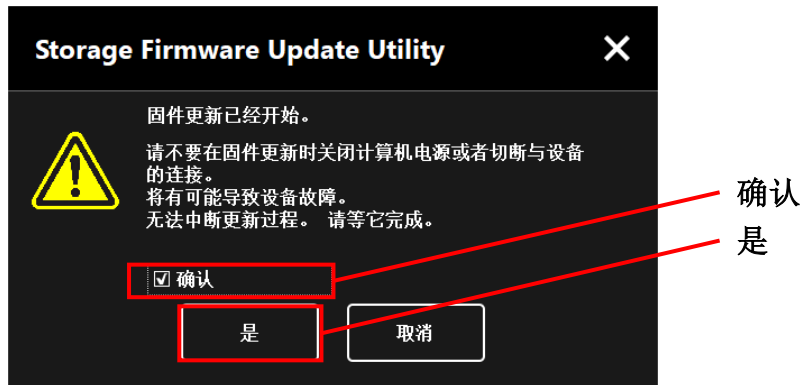 Storage Firmware Update Utility
固件更新已经开始。
请不要在固件更新时关闭计算机电源或者切断与设备
的连接。
将有可能导致设备故障。
无法中断更新过程。 请等它完成。
确认
是
确认
是
取消